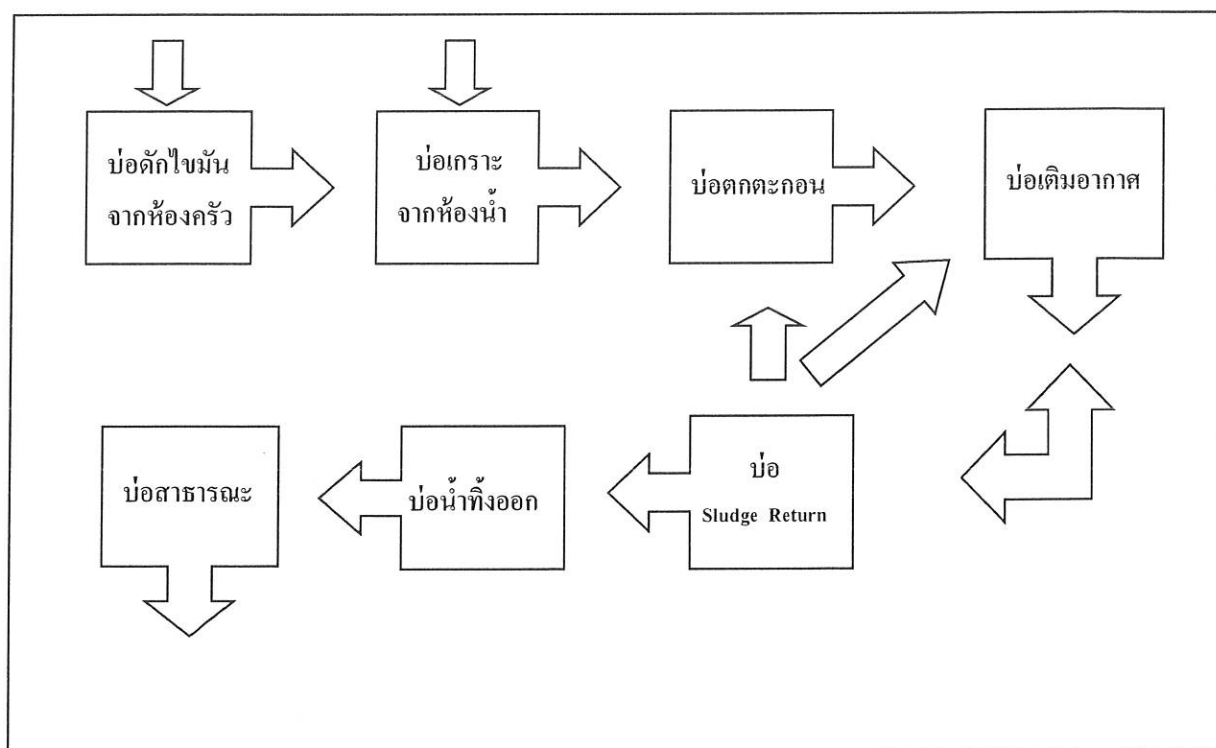 บ่อดักไขมัน
จากห้องครัว
บ่อเกราะ
จากห้องน้ำ
บ่อตกตะกอน
บ่อเติมอากาศ
บ่อสาธารณะ
บ่อน้ำทิ้งออก
บ่อ
Sludge Return